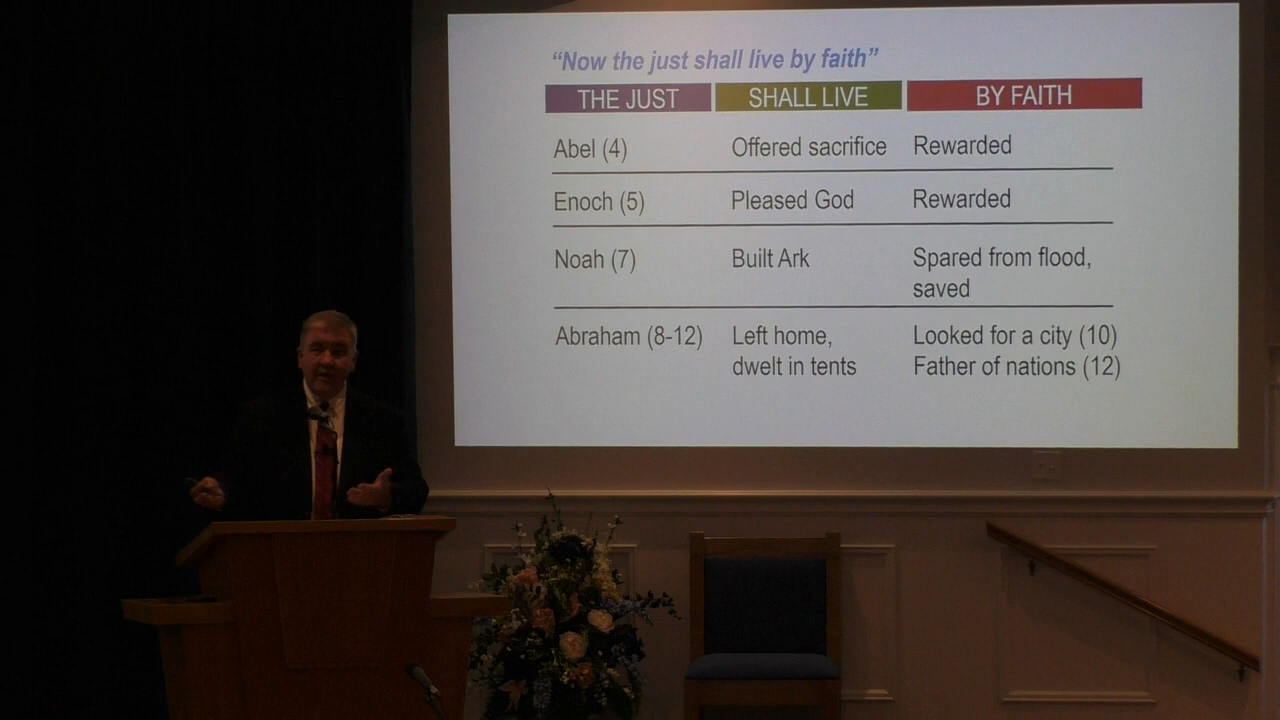 “Now the just shall live by faith”
THE JUST SHALL LIVE BY FAITH
Abel (4) Offered sacrifice Rewarded
Enoch (5) Pleased God Rewarded
Noah (7) Built Ark Spared from flood,
saved
Abraham (8-12) Left home, Looked for a city (10)
dwelt in tents Father of nations (12)